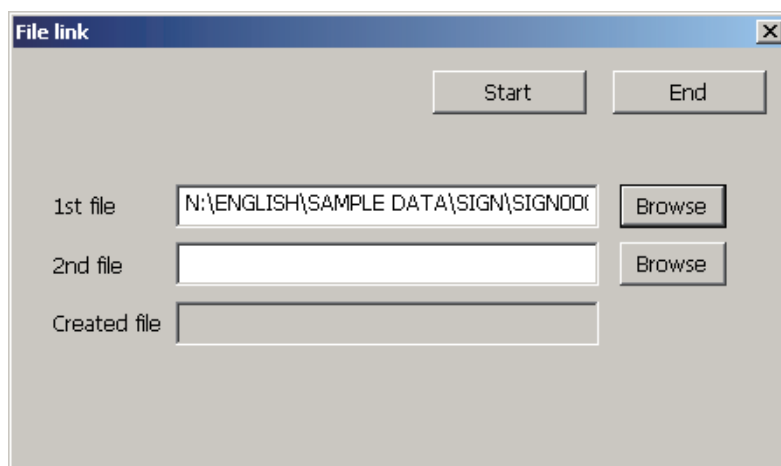 File link
Start End
1st file N:\ENGLISH\SAMPLE DATA\SIGN\SIGN00
Browse
2nd file Browse
Created file